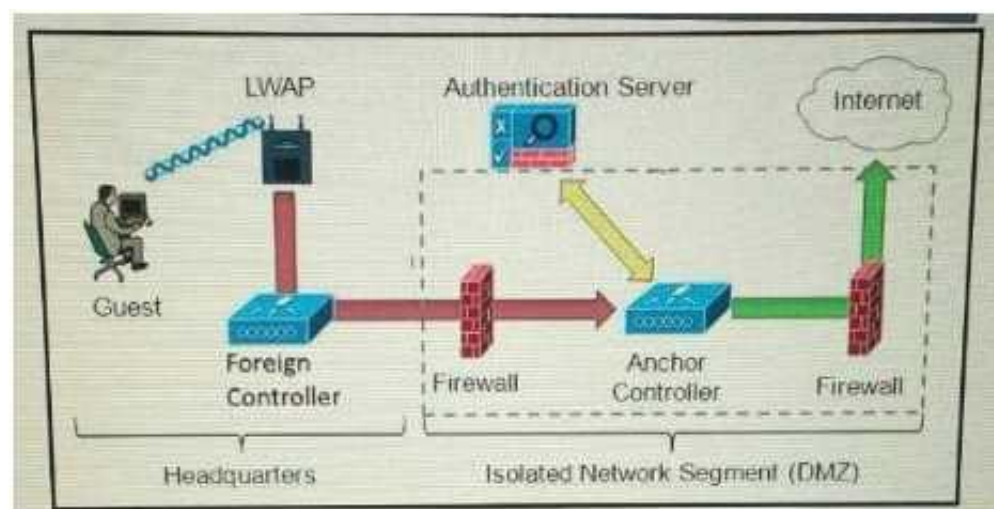 LWAP
Authentication Server
Internet
Guest
Foreign
Controller
Firewall
Anchor
Controller
Firewall
Headquarters
Isolated Network Segment (DMZ)